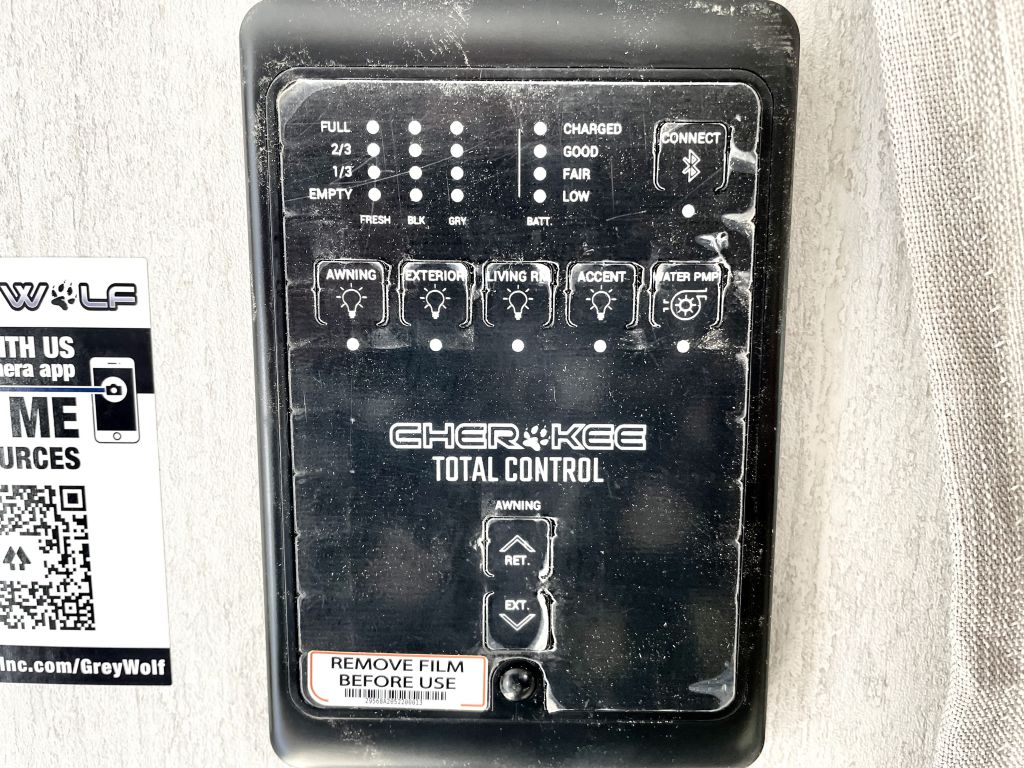 FULL
2/3
1/3
EMPTY
FRESH BLK GRY
CHARGED
GOOD
FAIR
LOW
BATT.
CONNECT
AWNING EXTERIOR LIVING RM ACCENT WATER PMP
CHEROKEE
TOTAL CONTROL
AWNING
RET.
EXT.
REMOVE FILM
BEFORE USE
WOLF
ITH US
era app
ME
URCES
Inc.com/GreyWolf